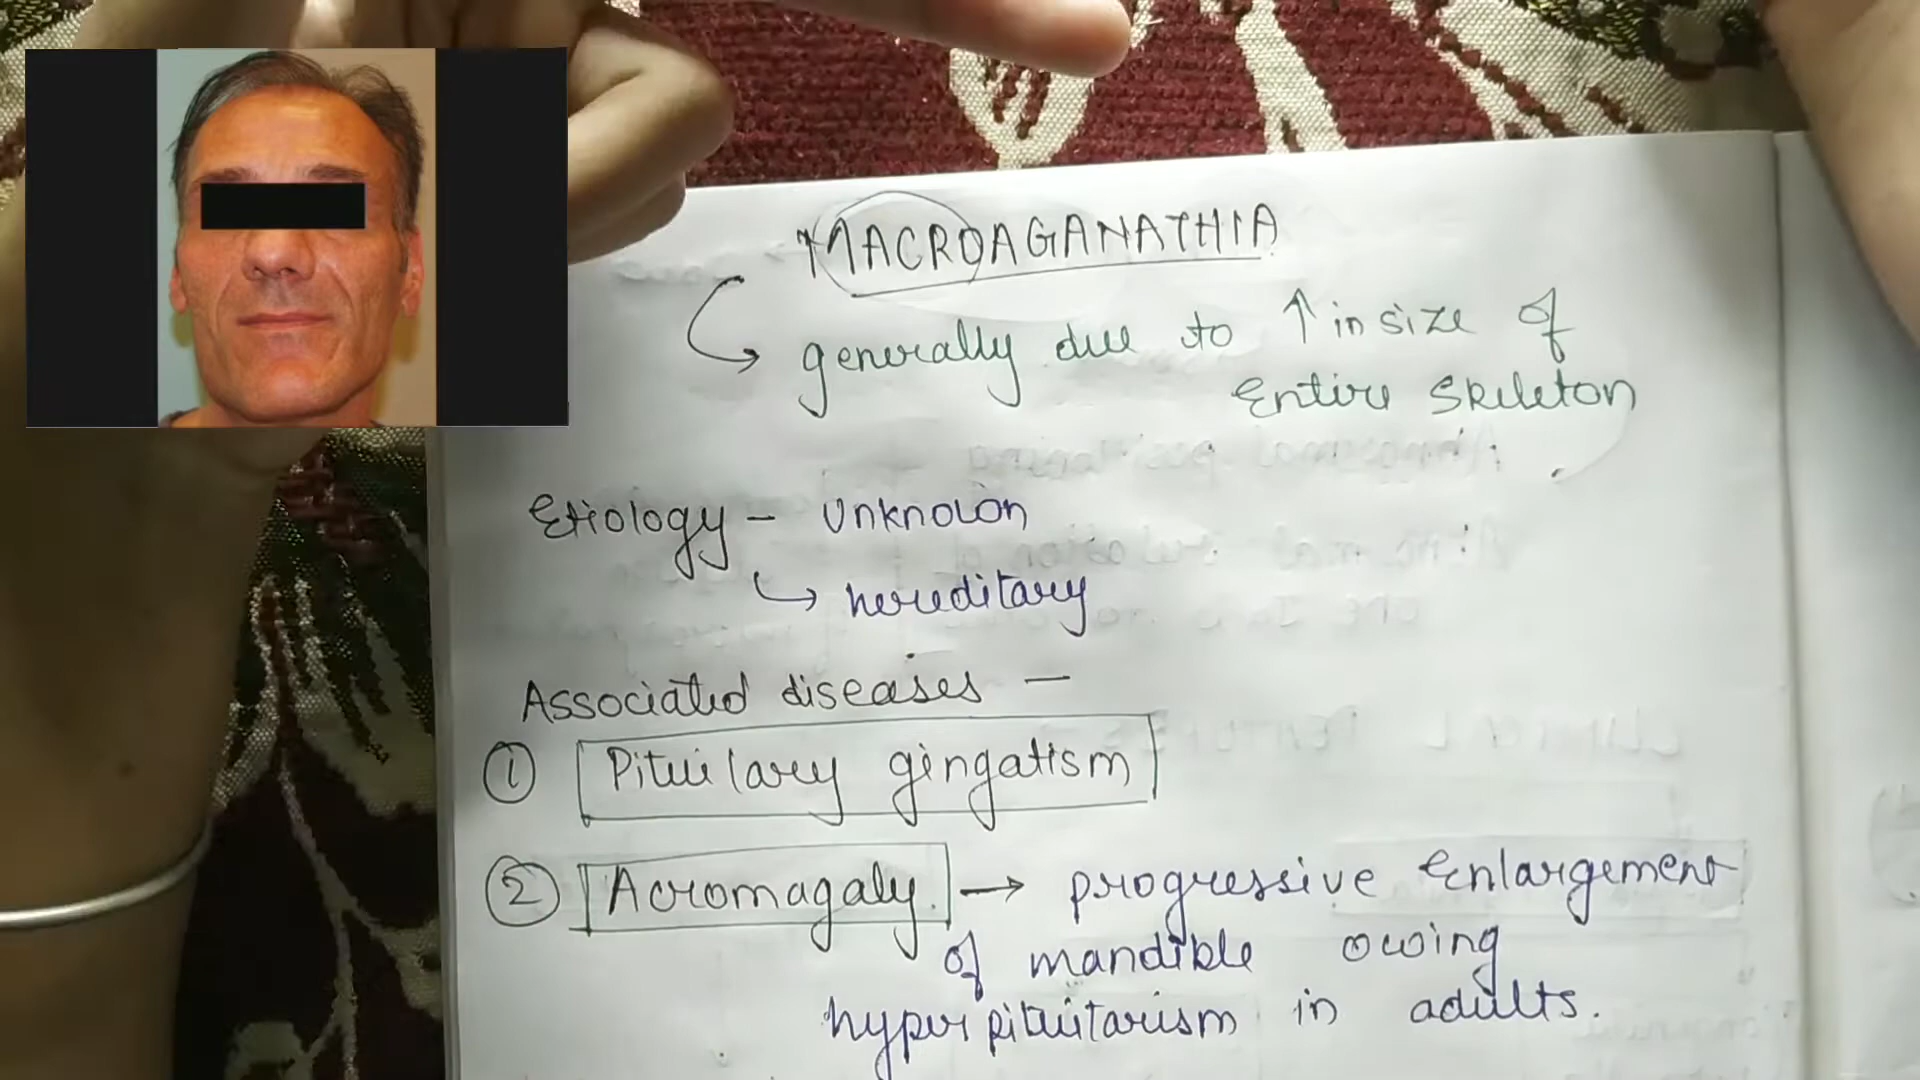 MACROAGANATHIA
generally due to ↑ in size of
Entire Skeleton
Etiology - Unknown
hereditary
Associated diseases -
① Pituilary gingatism
② Acromagaly. → progressive Enlargement
of mandible owing
hyperpituitarism in adults.